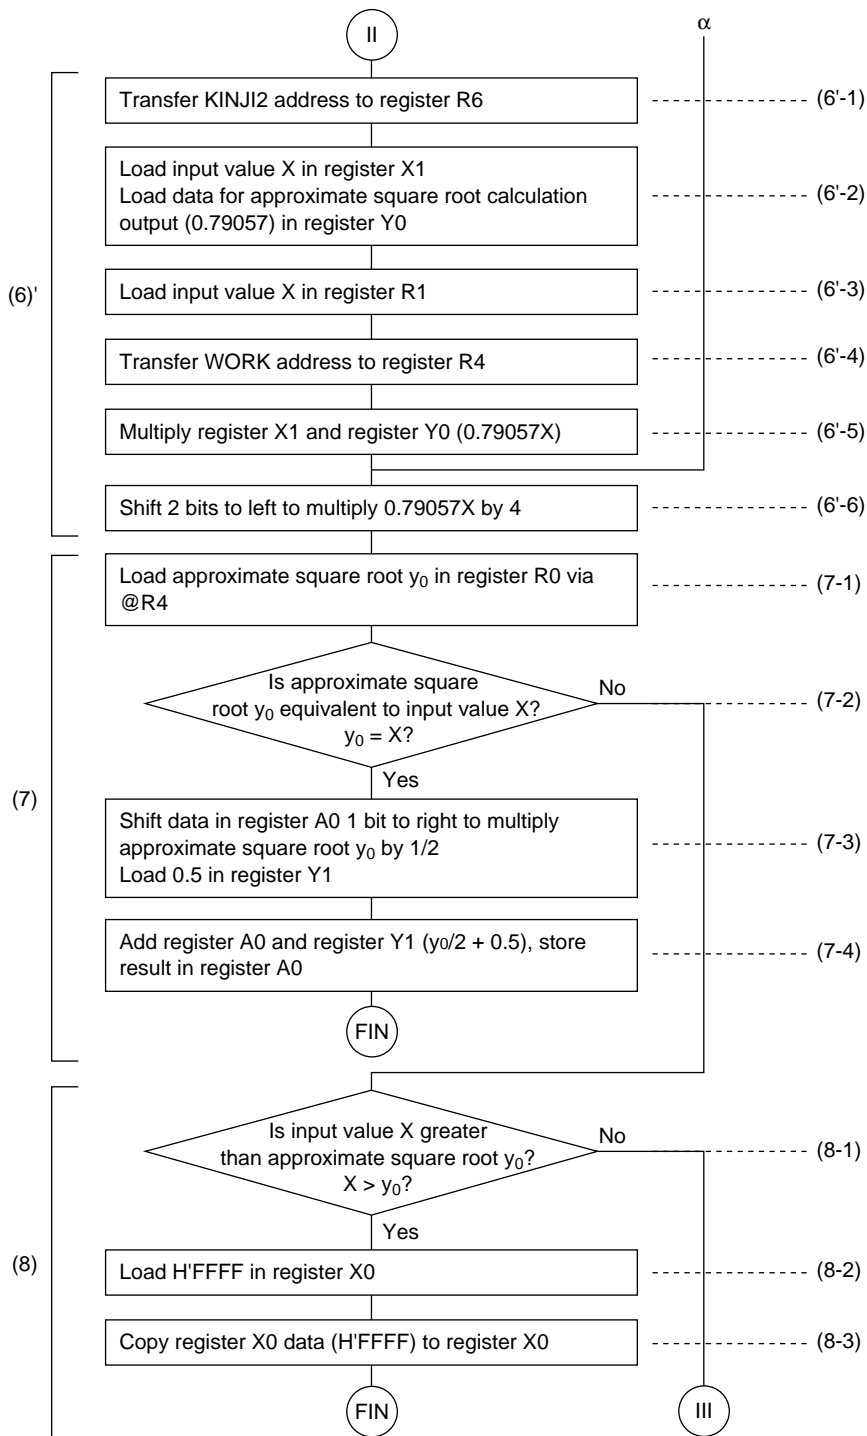 II
α
Transfer KINJI2 address to register R6
(6'-1)
Load input value X in register X1
Load data for approximate square root calculation
output (0.79057) in register Y0
(6'-2)
(6)'
Load input value X in register R1
(6'-3)
Transfer WORK address to register R4
(6'-4)
Multiply register X1 and register Y0 (0.79057X)
(6'-5)
Shift 2 bits to left to multiply 0.79057X by 4
(6'-6)
Load approximate square root y0 in register R0 via
@R4
(7-1)
Is approximate square
root y0 equivalent to input value X?
y0 = X?
No
(7-2)
Yes
(7)
Shift data in register A0 1 bit to right to multiply
approximate square root y0 by 1/2
Load 0.5 in register Y1
(7-3)
Add register A0 and register Y1 (y0/2 + 0.5), store
result in register A0
(7-4)
FIN
Is input value X greater
than approximate square root y0?
X > y0?
No
(8-1)
Yes
(8)
Load H'FFFF in register X0
(8-2)
Copy register X0 data (H'FFFF) to register X0
(8-3)
FIN
III